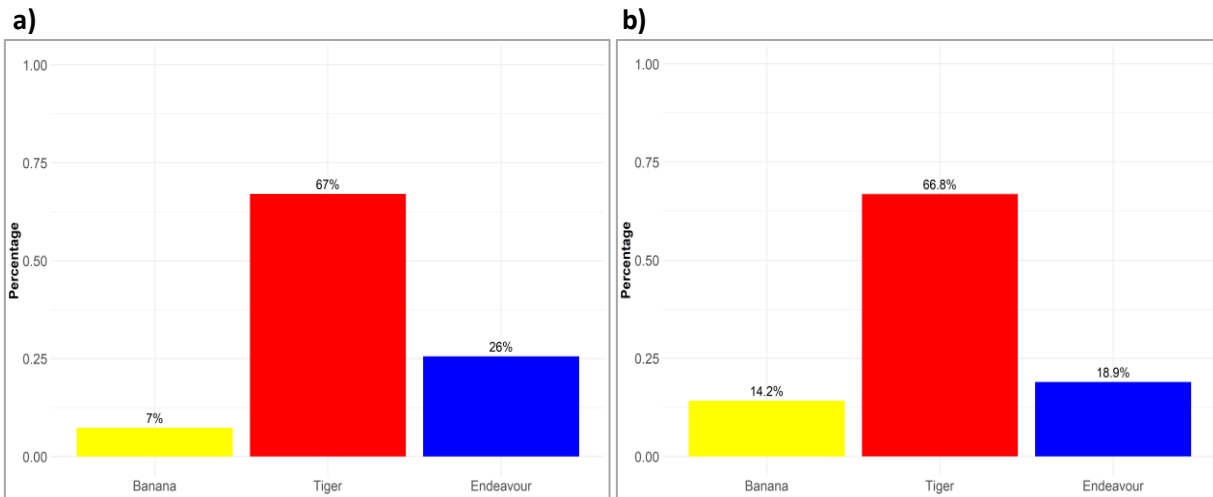 a)
1.00
0.75
0.50
0.25
0.00
Percentage
7%
67%
26%
Banana Tiger Endeavour
b)
1.00
0.75
0.50
0.25
0.00
Percentage
14.2%
66.8%
18.9%
Banana Tiger Endeavour